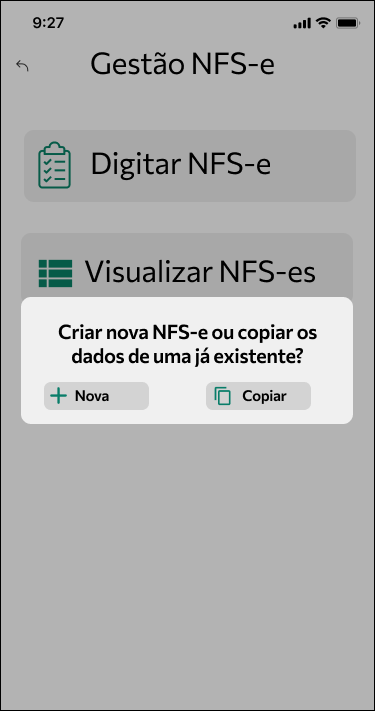 9:27
Gestão NFS-e
Digitar NFS-e
Visualizar NFS-es
Criar nova NFS-e ou copiar os
dados de uma já existente?
Nova
Copiar